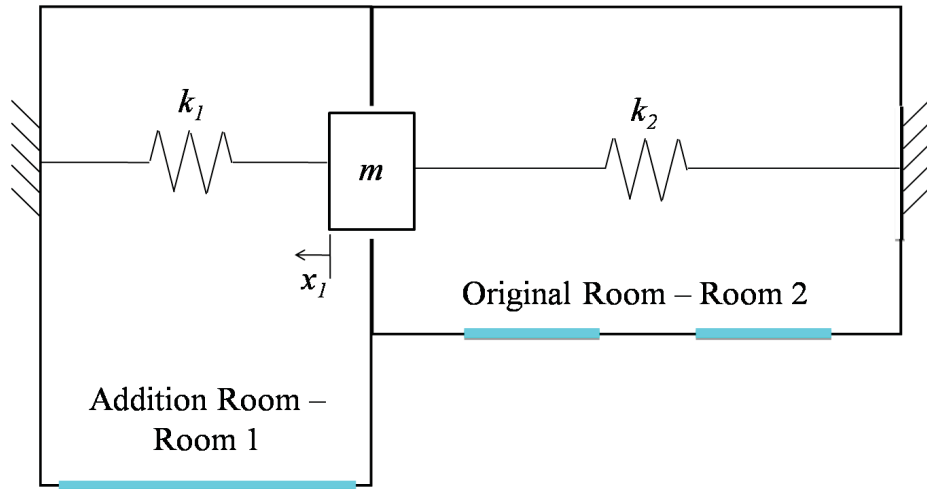 k1
k2
m
x1
Original Room – Room 2
Addition Room –
Room 1